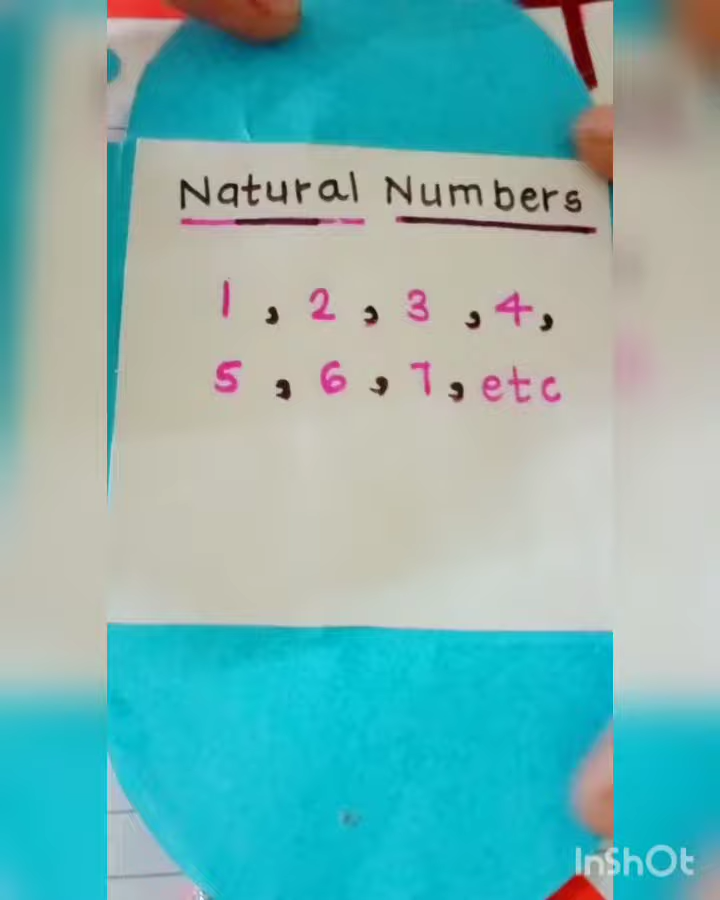 Natural Numbers
1, 2, 3, 4,
5, 6, 7, etc
InShOt